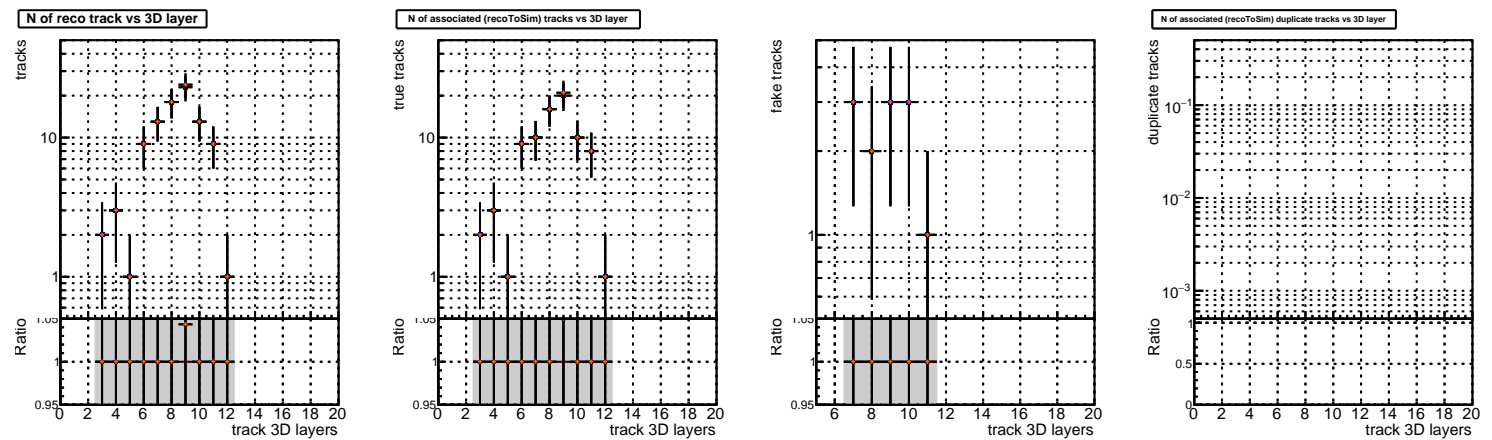 N of reco track vs 3D layer
tracks
10
1
Ratio
1.05
1
0.95
0 2 4 6 8 10 12 14 16 18 20
track 3D layers
N of associated (recoToSim) tracks vs 3D layer
true tracks
10
1
Ratio
1.05
1
0.95
0 2 4 6 8 10 12 14 16 18 20
track 3D layers
fake tracks
1
Ratio
1.05
1
0.95
6 8 10 12 14 16 18 20
track 3D layers
N of associated (recoToSim) duplicate tracks vs 3D layer
duplicate tracks
10⁻¹
10⁻²
10⁻³
Ratio
1
0.5
0
0 2 4 6 8 10 12 14 16 18 20
track 3D layers